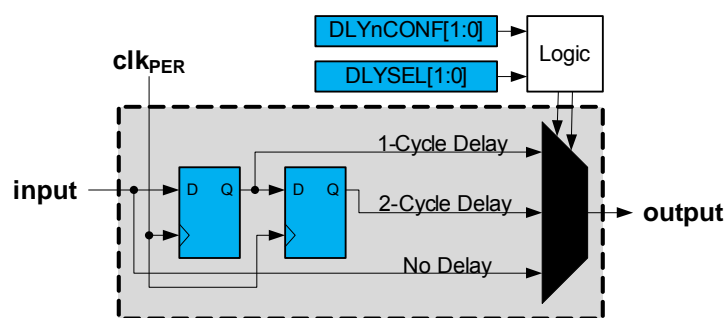 DLYnCONF[1:0]
Logic
DLYSEL[1:0]
clkPER
1-Cycle Delay
D Q
D Q
input
2-Cycle Delay
output
No Delay